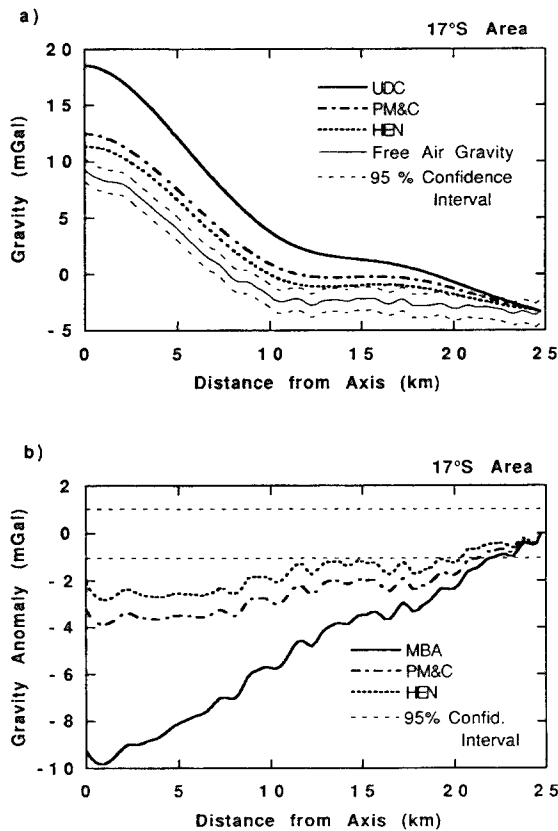 a)
17°S Area
20
15
10
5
0
-5
Gravity (mGal)
UDC
PM&C
HEN
Free Air Gravity
95 % Confidence
Interval
0 5 10 15 20 25
Distance from Axis (km)
b)
17°S Area
2
0
-2
-4
-6
-8
-10
Gravity Anomaly (mGal)
MBA
PM&C
HEN
95% Confid.
Interval
0 5 10 15 20 25
Distance from Axis (km)